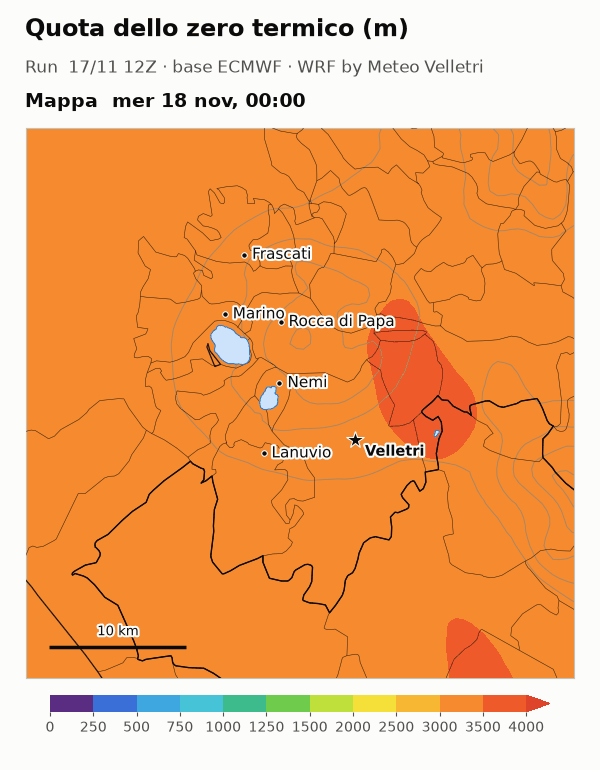 Quota dello zero termico (m)
Run  17/11 12Z · base ECMWF · WRF by Meteo Velletri
Mappa  mer 18 nov, 00:00
Frascati
Marino
Rocca di Papa
Nemi
Velletri
Lanuvio
10 km
0 250 500 750 1000 1250 1500 2000 2500 3000 3500 4000